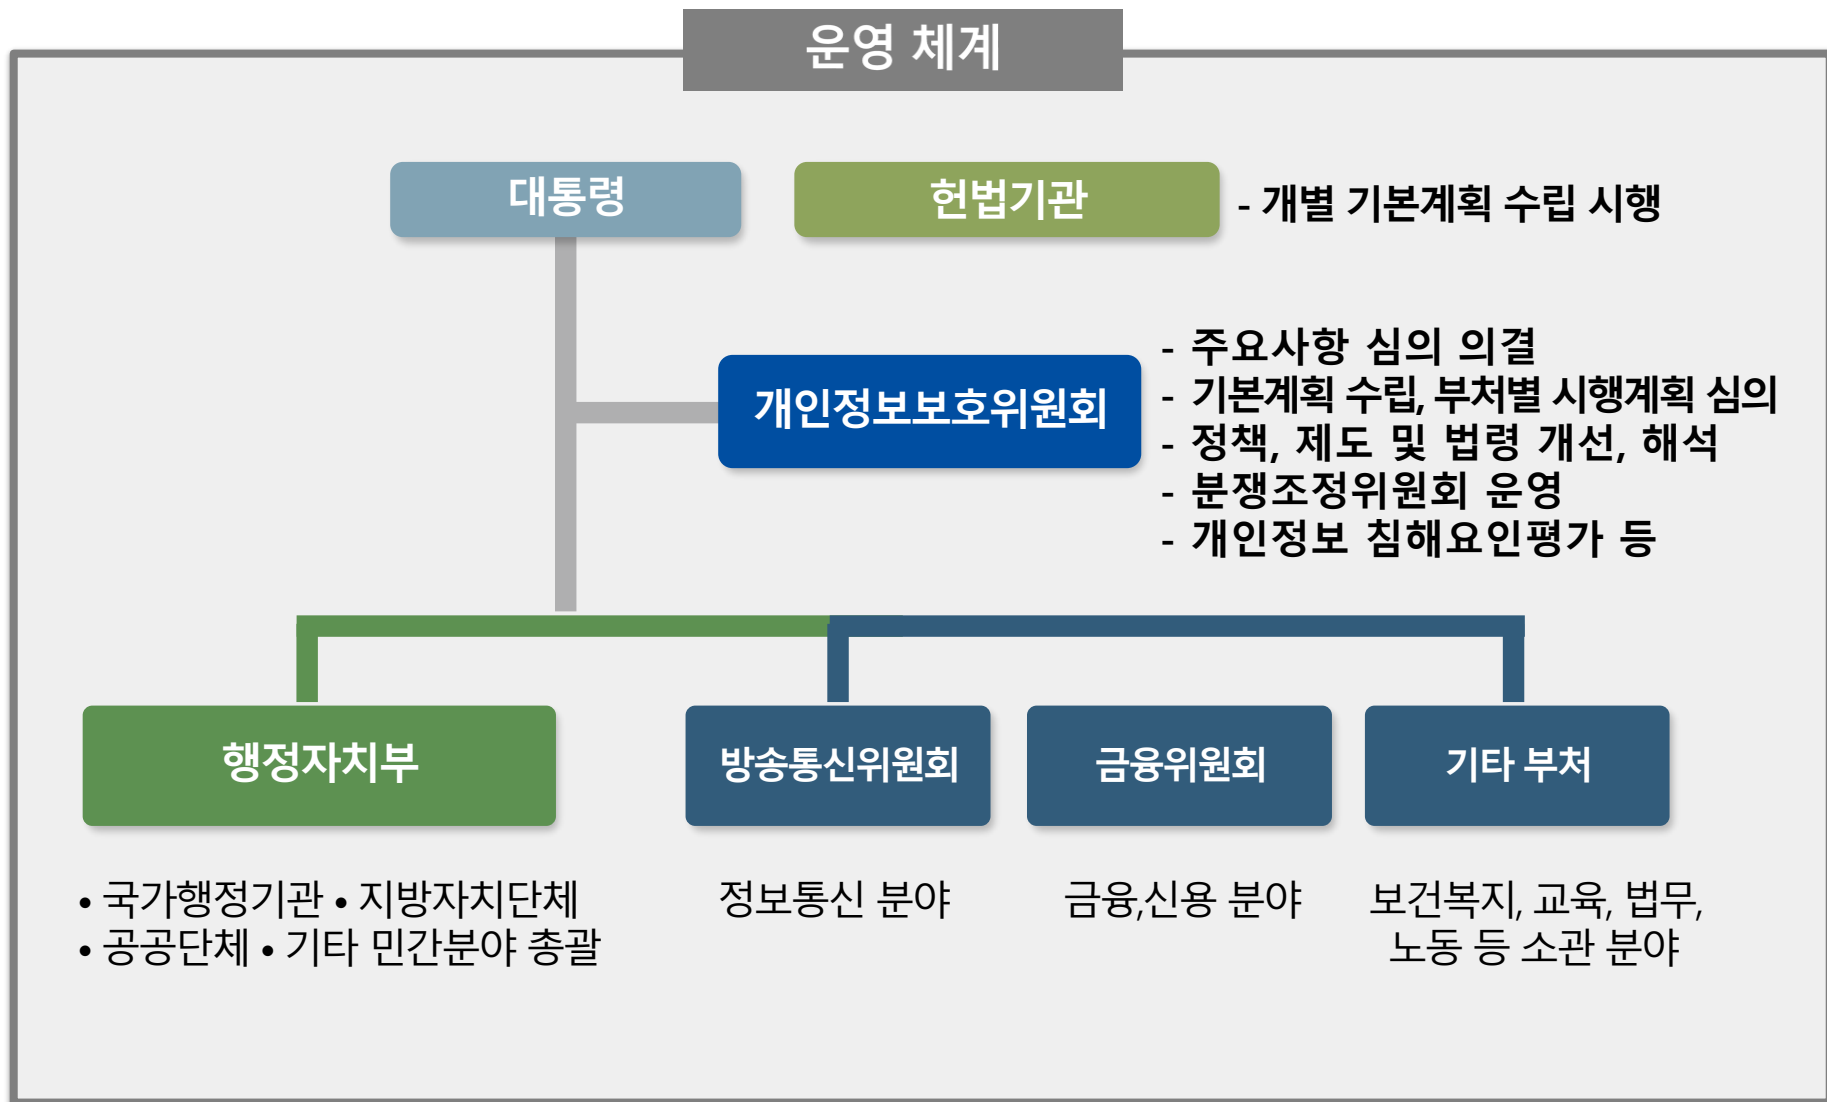 운영 체계
대통령
헌법기관
- 개별 기본계획 수립 시행
개인정보보호위원회
- 주요사항 심의 의결
- 기본계획 수립, 부처별 시행계획 심의
- 정책, 제도 및 법령 개선, 해석
- 분쟁조정위원회 운영
- 개인정보 침해요인평가 등
행정자치부
방송통신위원회
금융위원회
기타 부처
• 국가행정기관 • 지방자치단체
• 공공단체 • 기타 민간분야 총괄
정보통신 분야
금융,신용 분야
보건복지, 교육, 법무,
노동 등 소관 분야